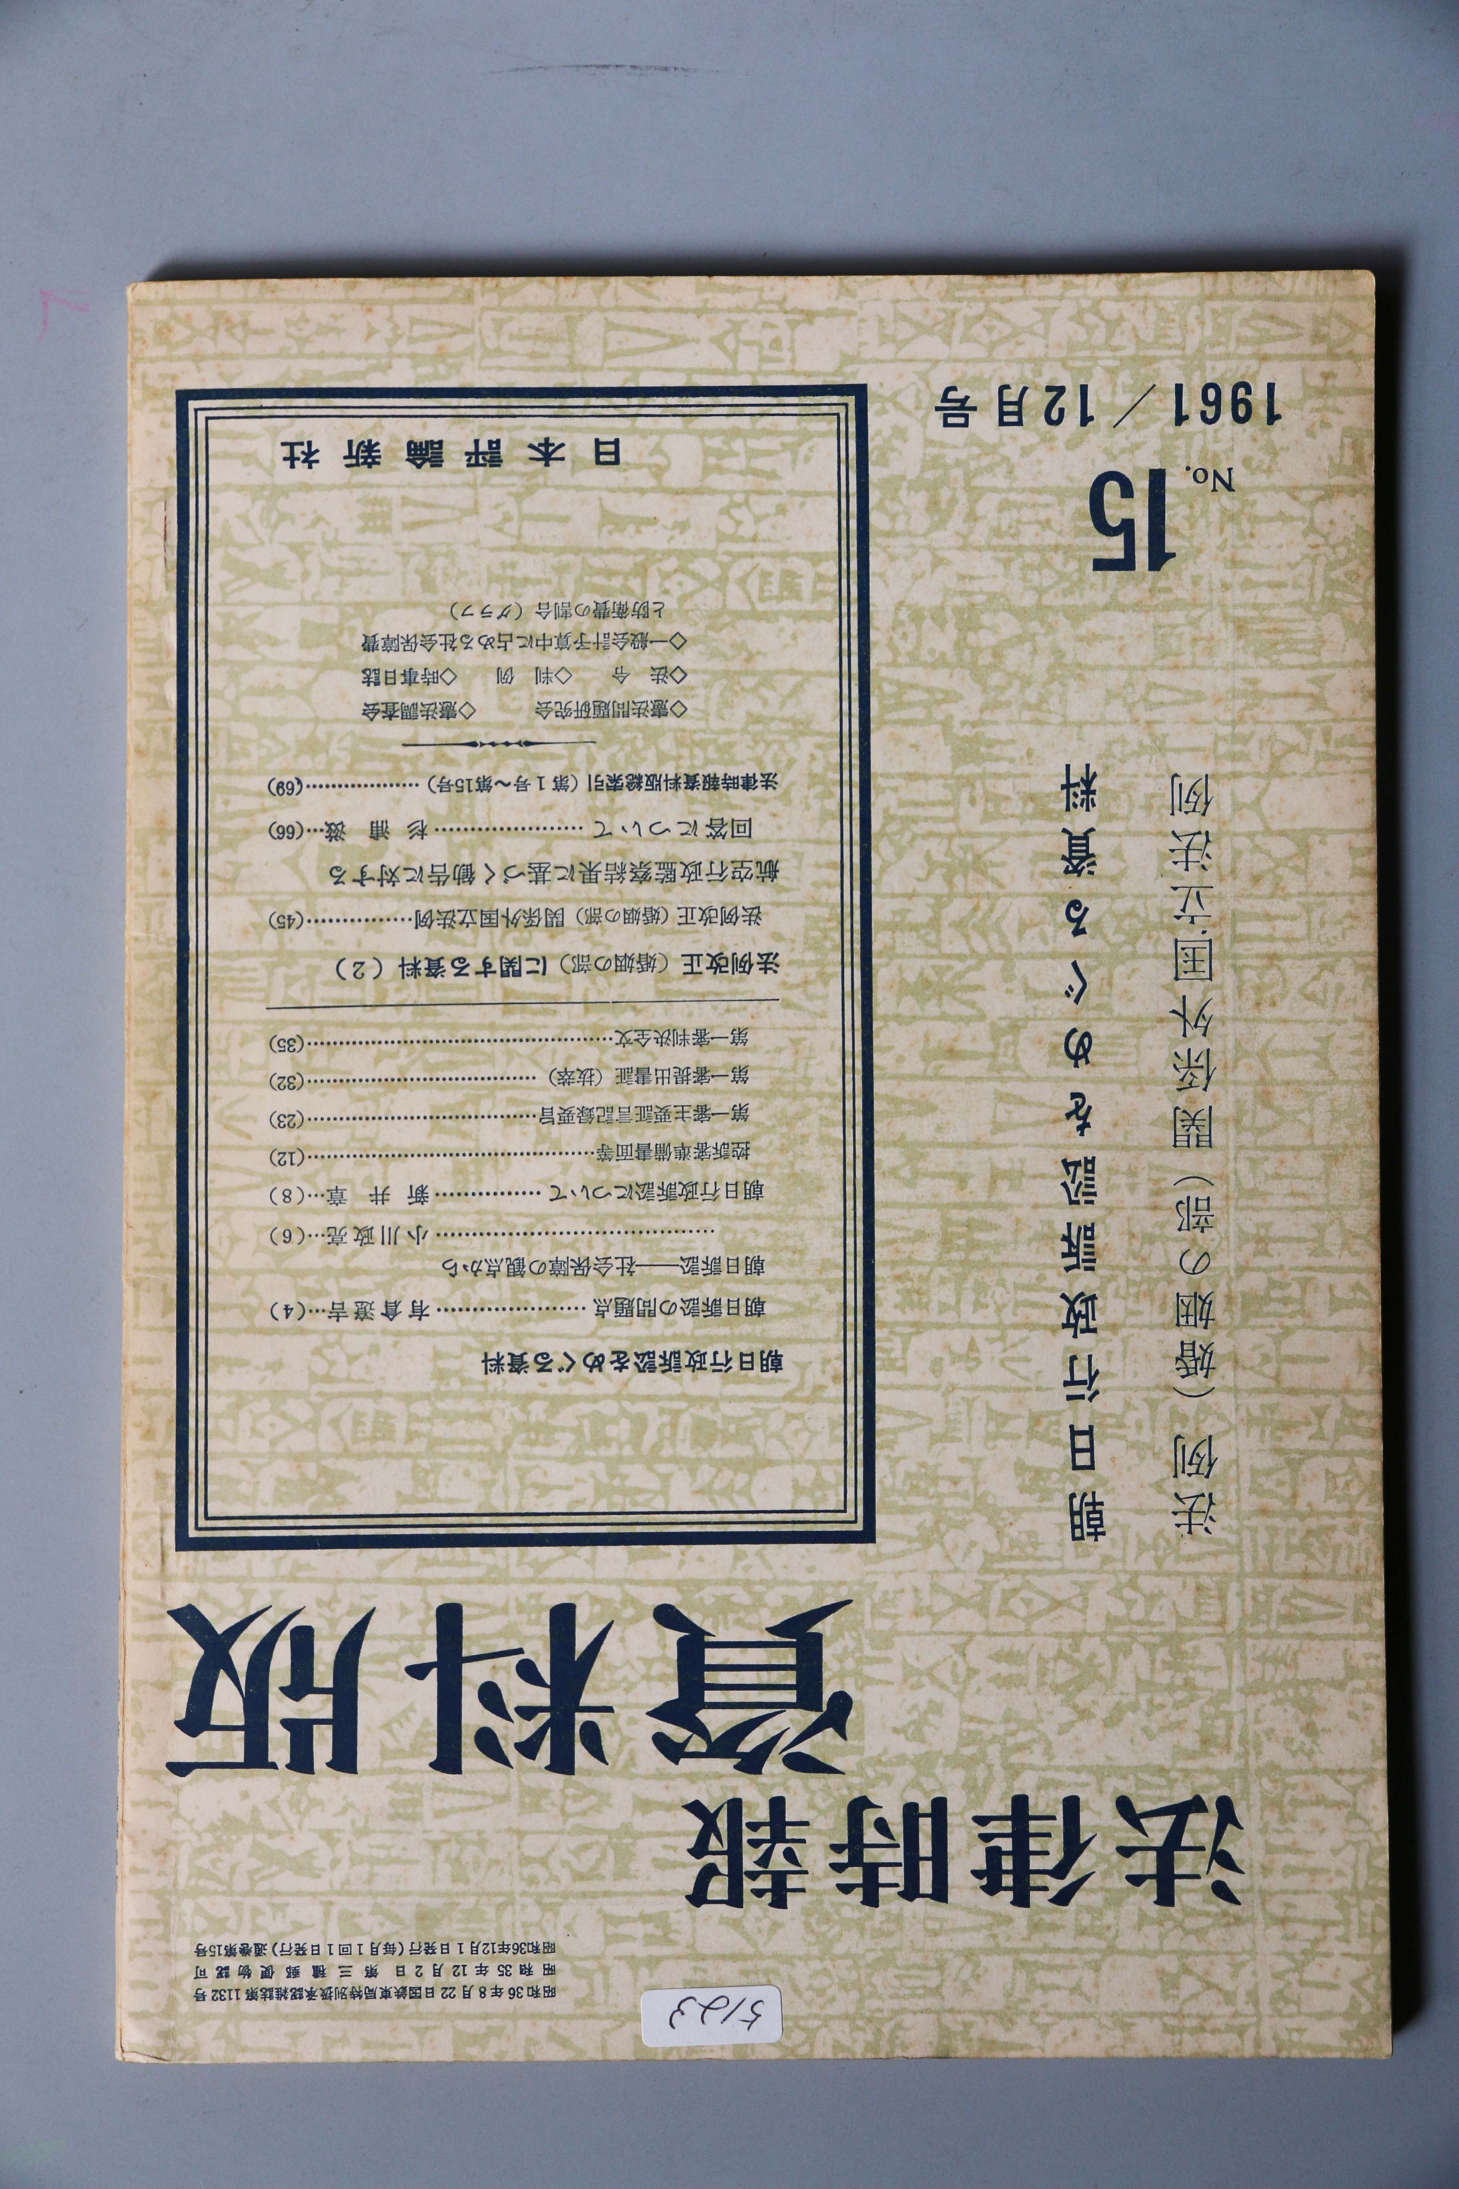 5123
昭和36年8月22日国鉄東局特別扱承認雑誌第1132号
昭和35年12月2日第三種郵便物認可
昭和36年12月1日発行(毎月1回1日発行)通巻第15号
法律時報
資料版
法例(婚姻の部)関係外国立法例
朝日行政訴訟をめぐる資料
No. 15
1961/12月号
朝日行政訴訟をめぐる資料
朝日訴訟の問題点……………………有倉遼吉…(4)
朝日訴訟――社会保障の観点から
……………………………………小川政亮…(6)
朝日行政訴訟について………………新井章…(8)
控訴審準備書面等……………………………………(12)
第一審主要証言記録要旨……………………………(23)
第一審提出書証(抜萃)……………………………(32)
第一審判決全文………………………………………(35)
法例改正(婚姻の部)に関する資料(2)
法例改正(婚姻の部)関係外国立法例……………(45)
航空行政監察結果に基づく勧告に対する
回答について……………………杉浦滋…(66)
法律時報資料版総索引(第1号~第15号)……………(69)
◇憲法問題研究会 ◇憲法調査会
◇法令 ◇判例 ◇時事日誌
◇一般会計予算中に占める社会保障費
と防衛費の割合(グラフ)
日本評論新社